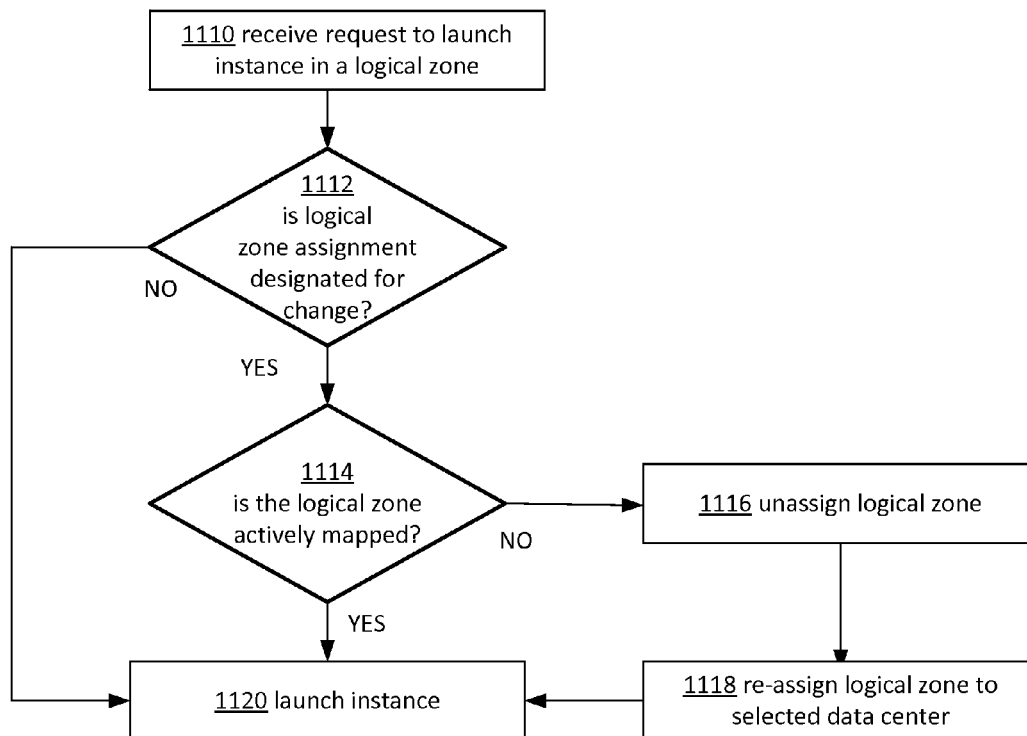 1110 receive request to launch
instance in a logical zone
1112
is logical
zone assignment
designated for
change?
NO
YES
1114
is the logical zone
actively mapped?
NO
1116 unassign logical zone
YES
1120 launch instance
1118 re-assign logical zone to
selected data center